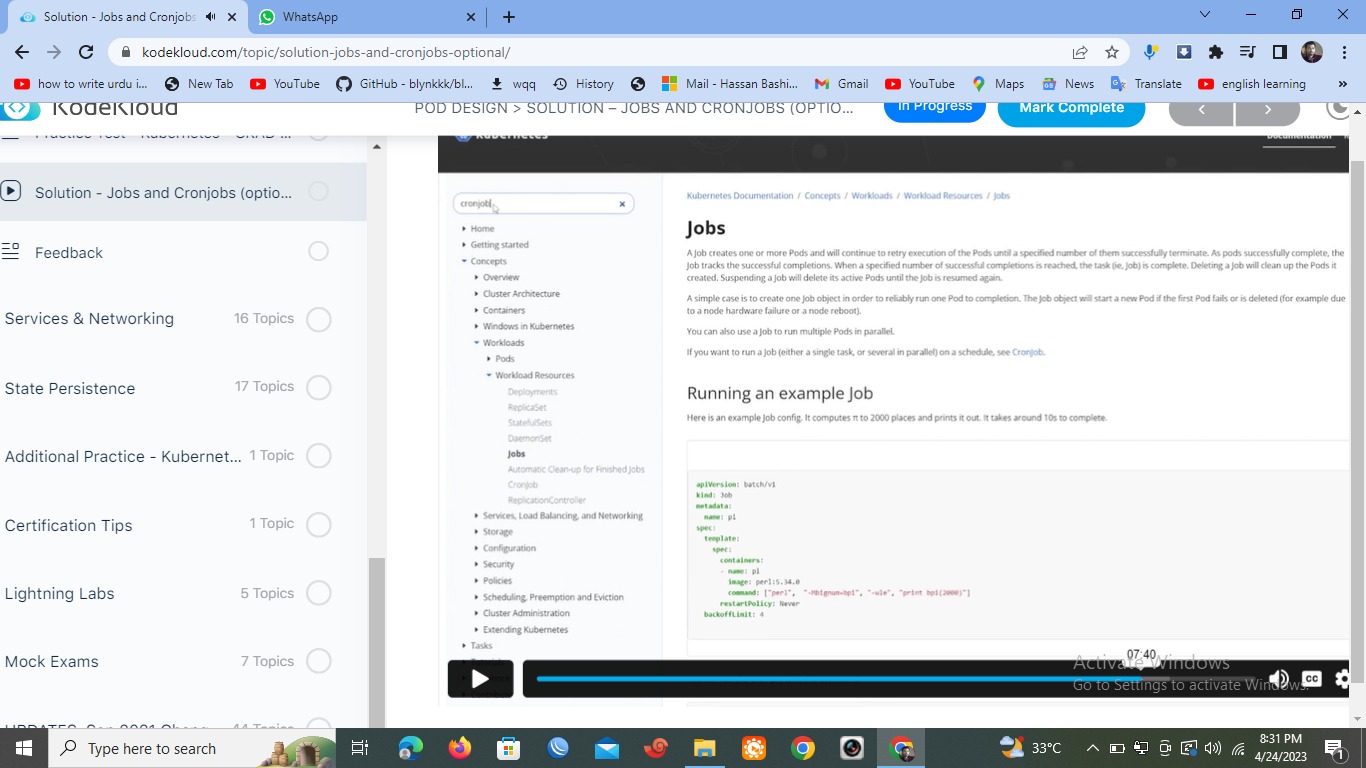 Solution - Jobs and Cronjobs
WhatsApp
kodekloud.com/topic/solution-jobs-and-cronjobs-optional/
how to write urdu i... New Tab YouTube GitHub - blynkkk/bl... wqq History Mail - Hassan Bashi... Gmail YouTube Maps News Translate english learning »
KodeKloud
POD DESIGN > SOLUTION – JOBS AND CRONJOBS (OPTIO...
In Progress
Mark Complete
Practice Test - Kubernetes - CKAD ...
Solution - Jobs and Cronjobs (optio...
Feedback
Services & Networking 16 Topics
State Persistence 17 Topics
Additional Practice - Kubernet... 1 Topic
Certification Tips 1 Topic
Lightning Labs 5 Topics
Mock Exams 7 Topics
kubernetes
Documentation
cronjob
Home
Getting started
Concepts
Overview
Cluster Architecture
Containers
Windows in Kubernetes
Workloads
Pods
Workload Resources
Deployments
ReplicaSet
StatefulSets
DaemonSet
Jobs
Automatic Clean-up for Finished Jobs
CronJob
ReplicationController
Services, Load Balancing, and Networking
Storage
Configuration
Security
Policies
Scheduling, Preemption and Eviction
Cluster Administration
Extending Kubernetes
Tasks
Kubernetes Documentation / Concepts / Workloads / Workload Resources / Jobs
Jobs
A Job creates one or more Pods and will continue to retry execution of the Pods until a specified number of them successfully terminate. As pods successfully complete, the
Job tracks the successful completions. When a specified number of successful completions is reached, the task (ie, Job) is complete. Deleting a Job will clean up the Pods it
created. Suspending a Job will delete its active Pods until the Job is resumed again.
A simple case is to create one Job object in order to reliably run one Pod to completion. The Job object will start a new Pod if the first Pod fails or is deleted (for example due
to a node hardware failure or a node reboot).
You can also use a Job to run multiple Pods in parallel.
If you want to run a Job (either a single task, or several in parallel) on a schedule, see CronJob.
Running an example Job
Here is an example Job config. It computes π to 2000 places and prints it out. It takes around 10s to complete.
apiVersion: batch/v1
kind: Job
metadata:
name: pi
spec:
template:
spec:
containers:
- name: pi
image: perl:5.34.0
command: ["perl", "-Mbignum=bpi", "-wle", "print bpi(2000)"]
restartPolicy: Never
backoffLimit: 4
07:40
CC
Activate Windows
Go to Settings to activate Windows.
Type here to search
33°C
8:31 PM
4/24/2023
1